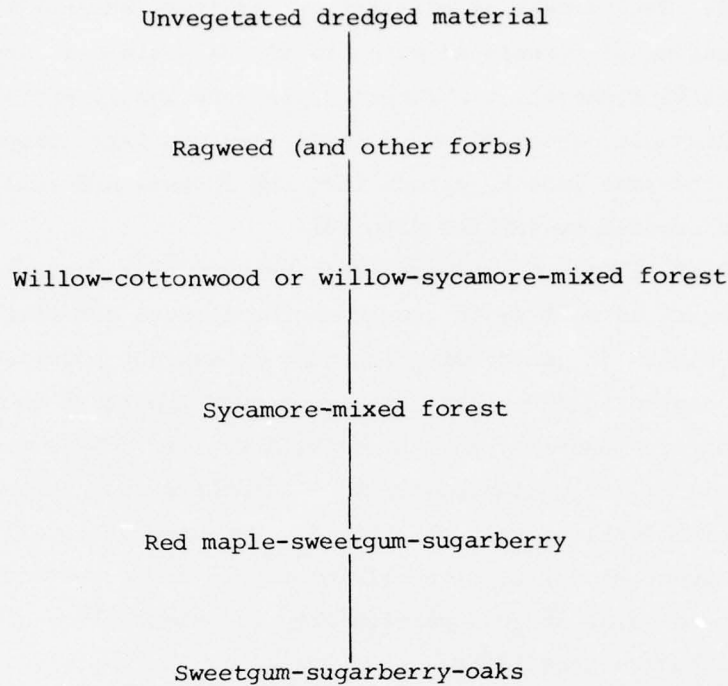 Unvegetated dredged material
Ragweed (and other forbs)
Willow-cottonwood or willow-sycamore-mixed forest
Sycamore-mixed forest
Red maple-sweetgum-sugarberry
Sweetgum-sugarberry-oaks